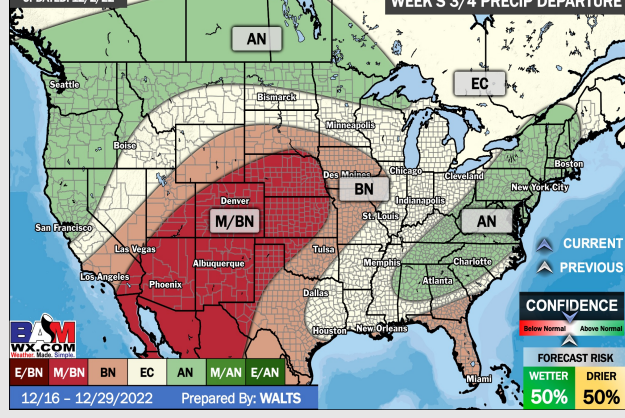 WEEK'S 3/4 PRECIP DEPARTURE
AN
EC
Seattle
Bismarck
Minneapolis
Boise
Boston
Des Moines
Chicago
Cleveland
New York City
BN
Denver
Indianapolis
M/BN
St. Louis
AN
San Francisco
Las Vegas
Tulsa
CURRENT
Albuquerque
Memphis
Charlotte
PREVIOUS
Los Angeles
Phoenix
Atlanta
Dallas
CONFIDENCE
Below Normal
Above Normal
Houston
New Orleans
BAM
WX.COM
Weather. Made. Simple.
FORECAST RISK
E/BN
M/BN
BN
EC
AN
M/AN
E/AN
Miami
WETTER
DRIER
50%
50%
12/16 – 12/29/2022
Prepared By: WALTS